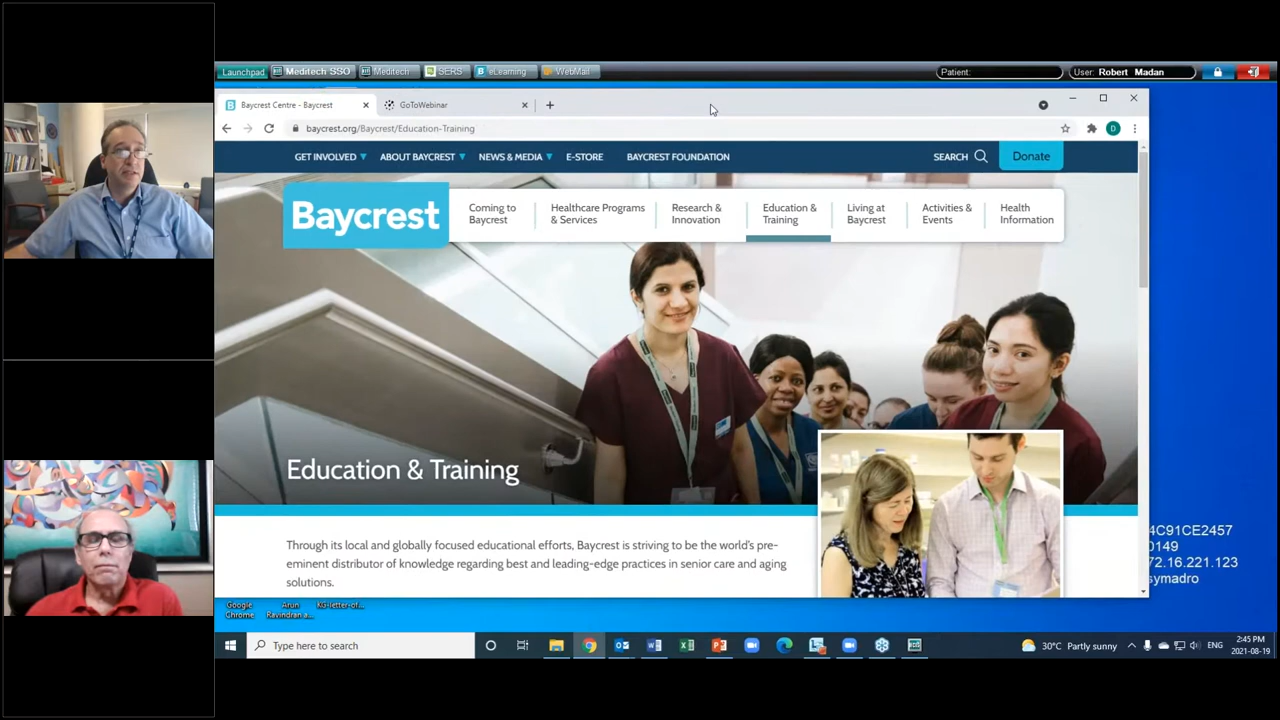 Launchpad Meditech SSO Meditech SERS eLearning WebMail Patient: User: Robert Madan
Baycrest Centre - Baycrest GoToWebinar
baycrest.org/Baycrest/Education-Training D
GET INVOLVED ABOUT BAYCREST NEWS & MEDIA E-STORE BAYCREST FOUNDATION SEARCH Donate
Baycrest
Coming to
Baycrest
Healthcare Programs
& Services
Research &
Innovation
Education &
Training
Living at
Baycrest
Activities &
Events
Health
Information
Education & Training
Through its local and globally focused educational efforts, Baycrest is striving to be the world's pre-
eminent distributor of knowledge regarding best and leading-edge practices in senior care and aging
solutions.
4C91CE2457
0149
72.16.221.123
symadro
Google
Chrome
Arun
Ravindran a...
KG-letter-of...
Type here to search
30°C Partly sunny
ENG
2:45 PM
2021-08-19